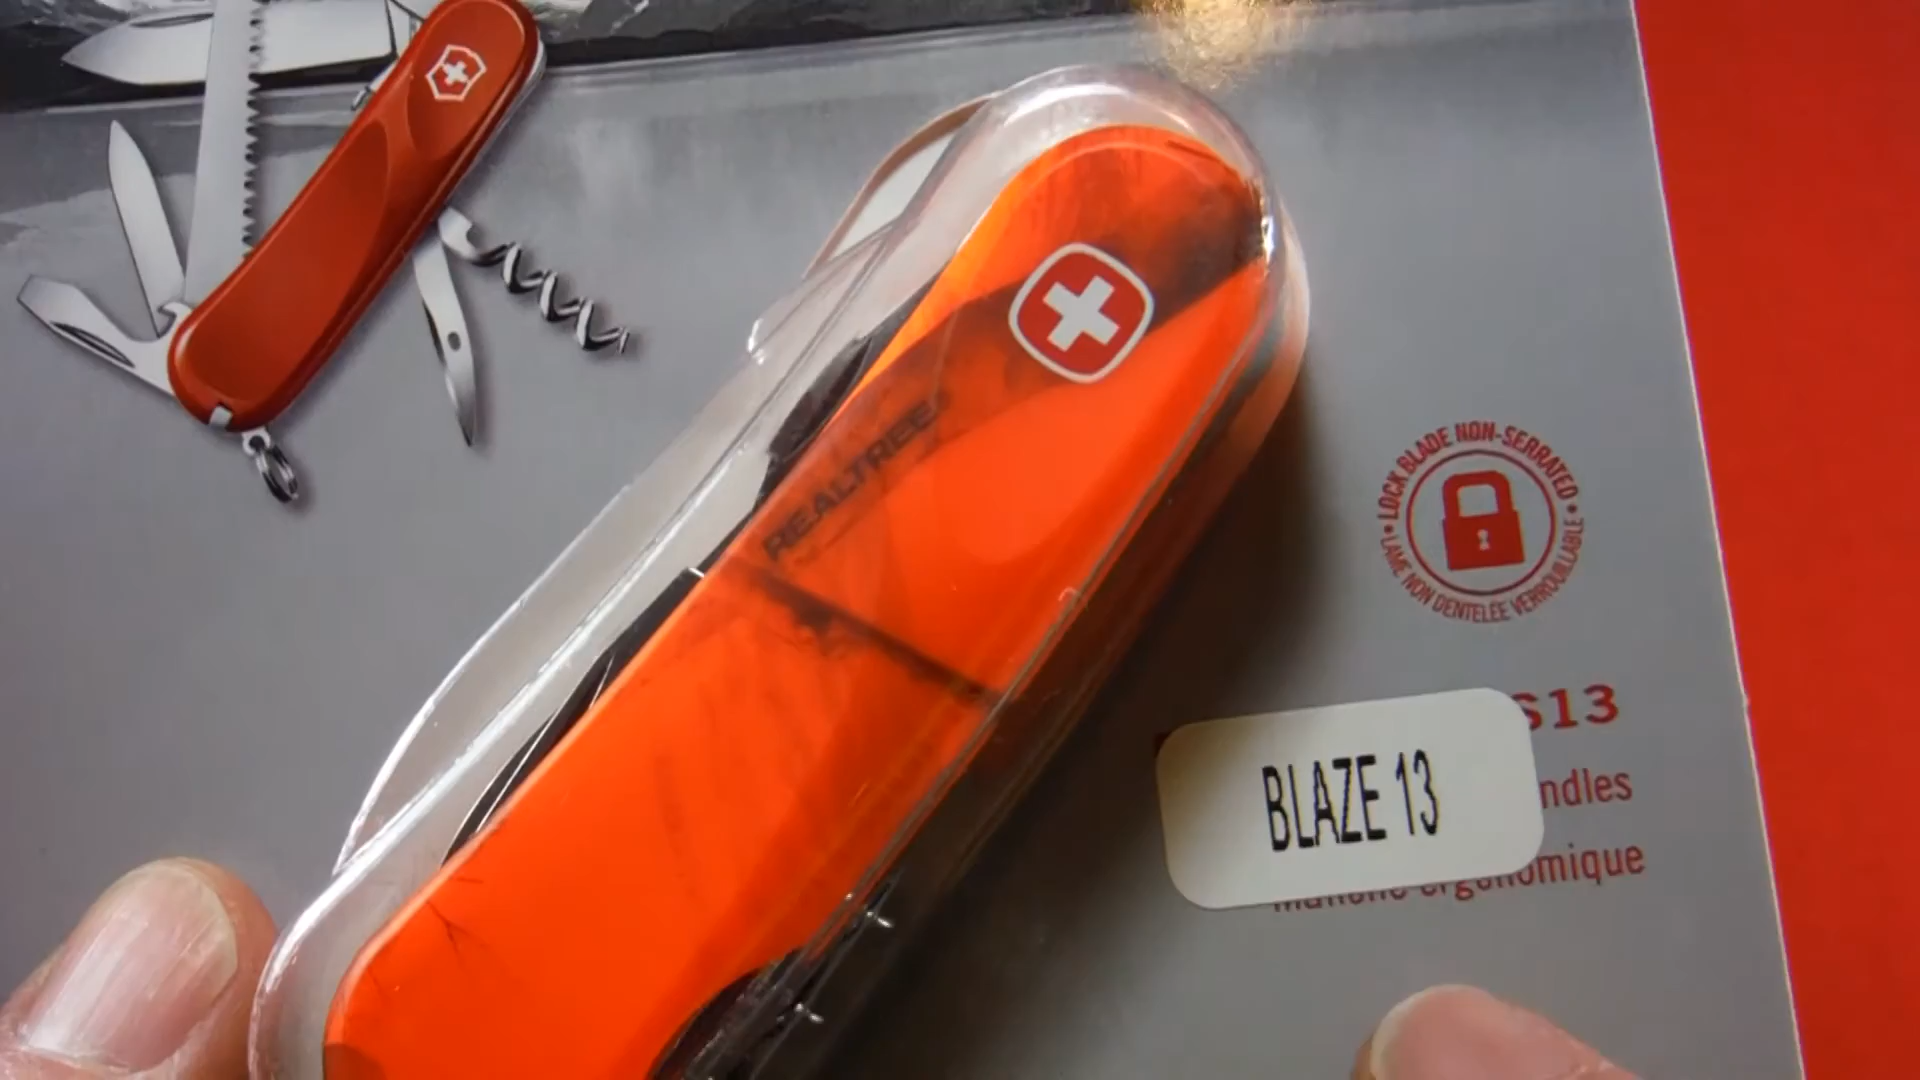 REALTREE
• LOCK BLADE NON-SERRATED •
LAME NON DENTELÉE VERROUILLABLE
S13
BLAZE 13
ndles
ergonomique